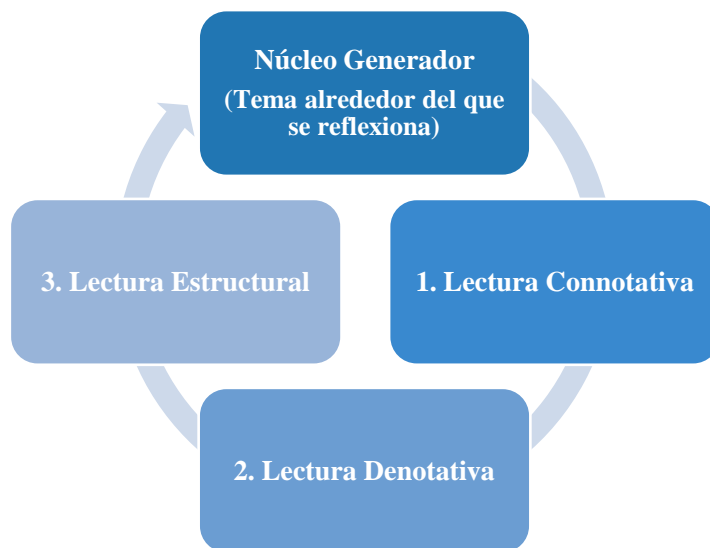 Núcleo Generador
(Tema alrededor del que
se reflexiona)
1. Lectura Connotativa
2. Lectura Denotativa
3. Lectura Estructural